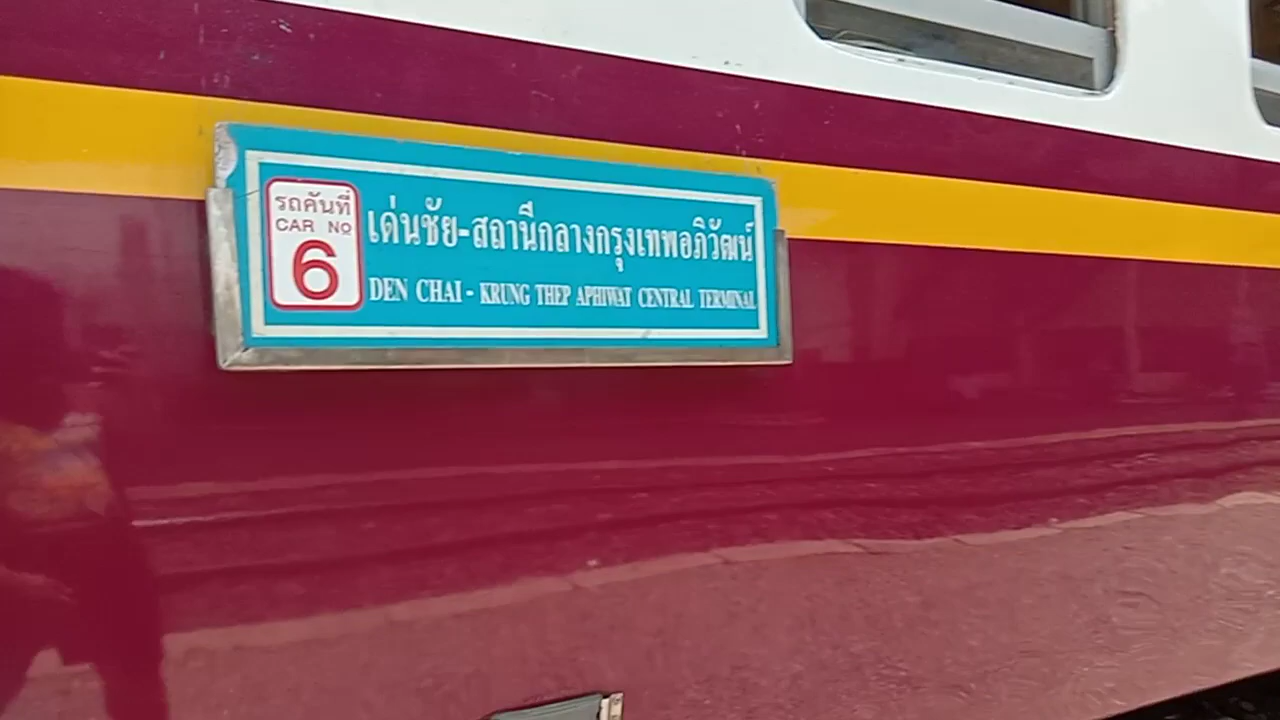 รถคันที่
CAR NO
6
เด่นชัย-สถานีกลางกรุงเทพอภิวัฒน์
DEN CHAI - KRUNG THEP APHIWAT CENTRAL TERMINAL